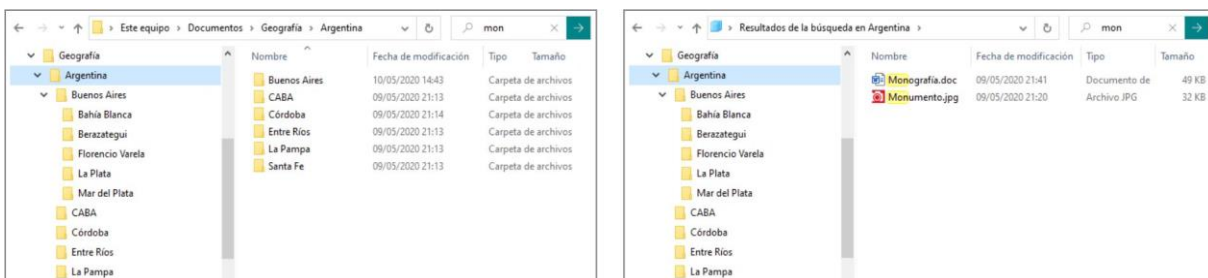 Este equipo > Documentos > Geografía > Argentina
mon
Geografía
Argentina
Buenos Aires
Bahía Blanca
Berazategui
Florencio Varela
La Plata
Mar del Plata
CABA
Córdoba
Entre Ríos
La Pampa
Nombre Fecha de modificación Tipo Tamaño
Buenos Aires 10/05/2020 14:43 Carpeta de archivos
CABA 09/05/2020 21:13 Carpeta de archivos
Córdoba 09/05/2020 21:14 Carpeta de archivos
Entre Ríos 09/05/2020 21:13 Carpeta de archivos
La Pampa 09/05/2020 21:13 Carpeta de archivos
Santa Fe 09/05/2020 21:13 Carpeta de archivos
Resultados de la búsqueda en Argentina >
mon
Geografía
Argentina
Buenos Aires
Bahía Blanca
Berazategui
Florencio Varela
La Plata
Mar del Plata
CABA
Córdoba
Entre Ríos
La Pampa
Nombre Fecha de modificación Tipo Tamaño
Monografía.doc 09/05/2020 21:41 Documento de 49 KB
Monumento.jpg 09/05/2020 21:20 Archivo JPG 32 KB